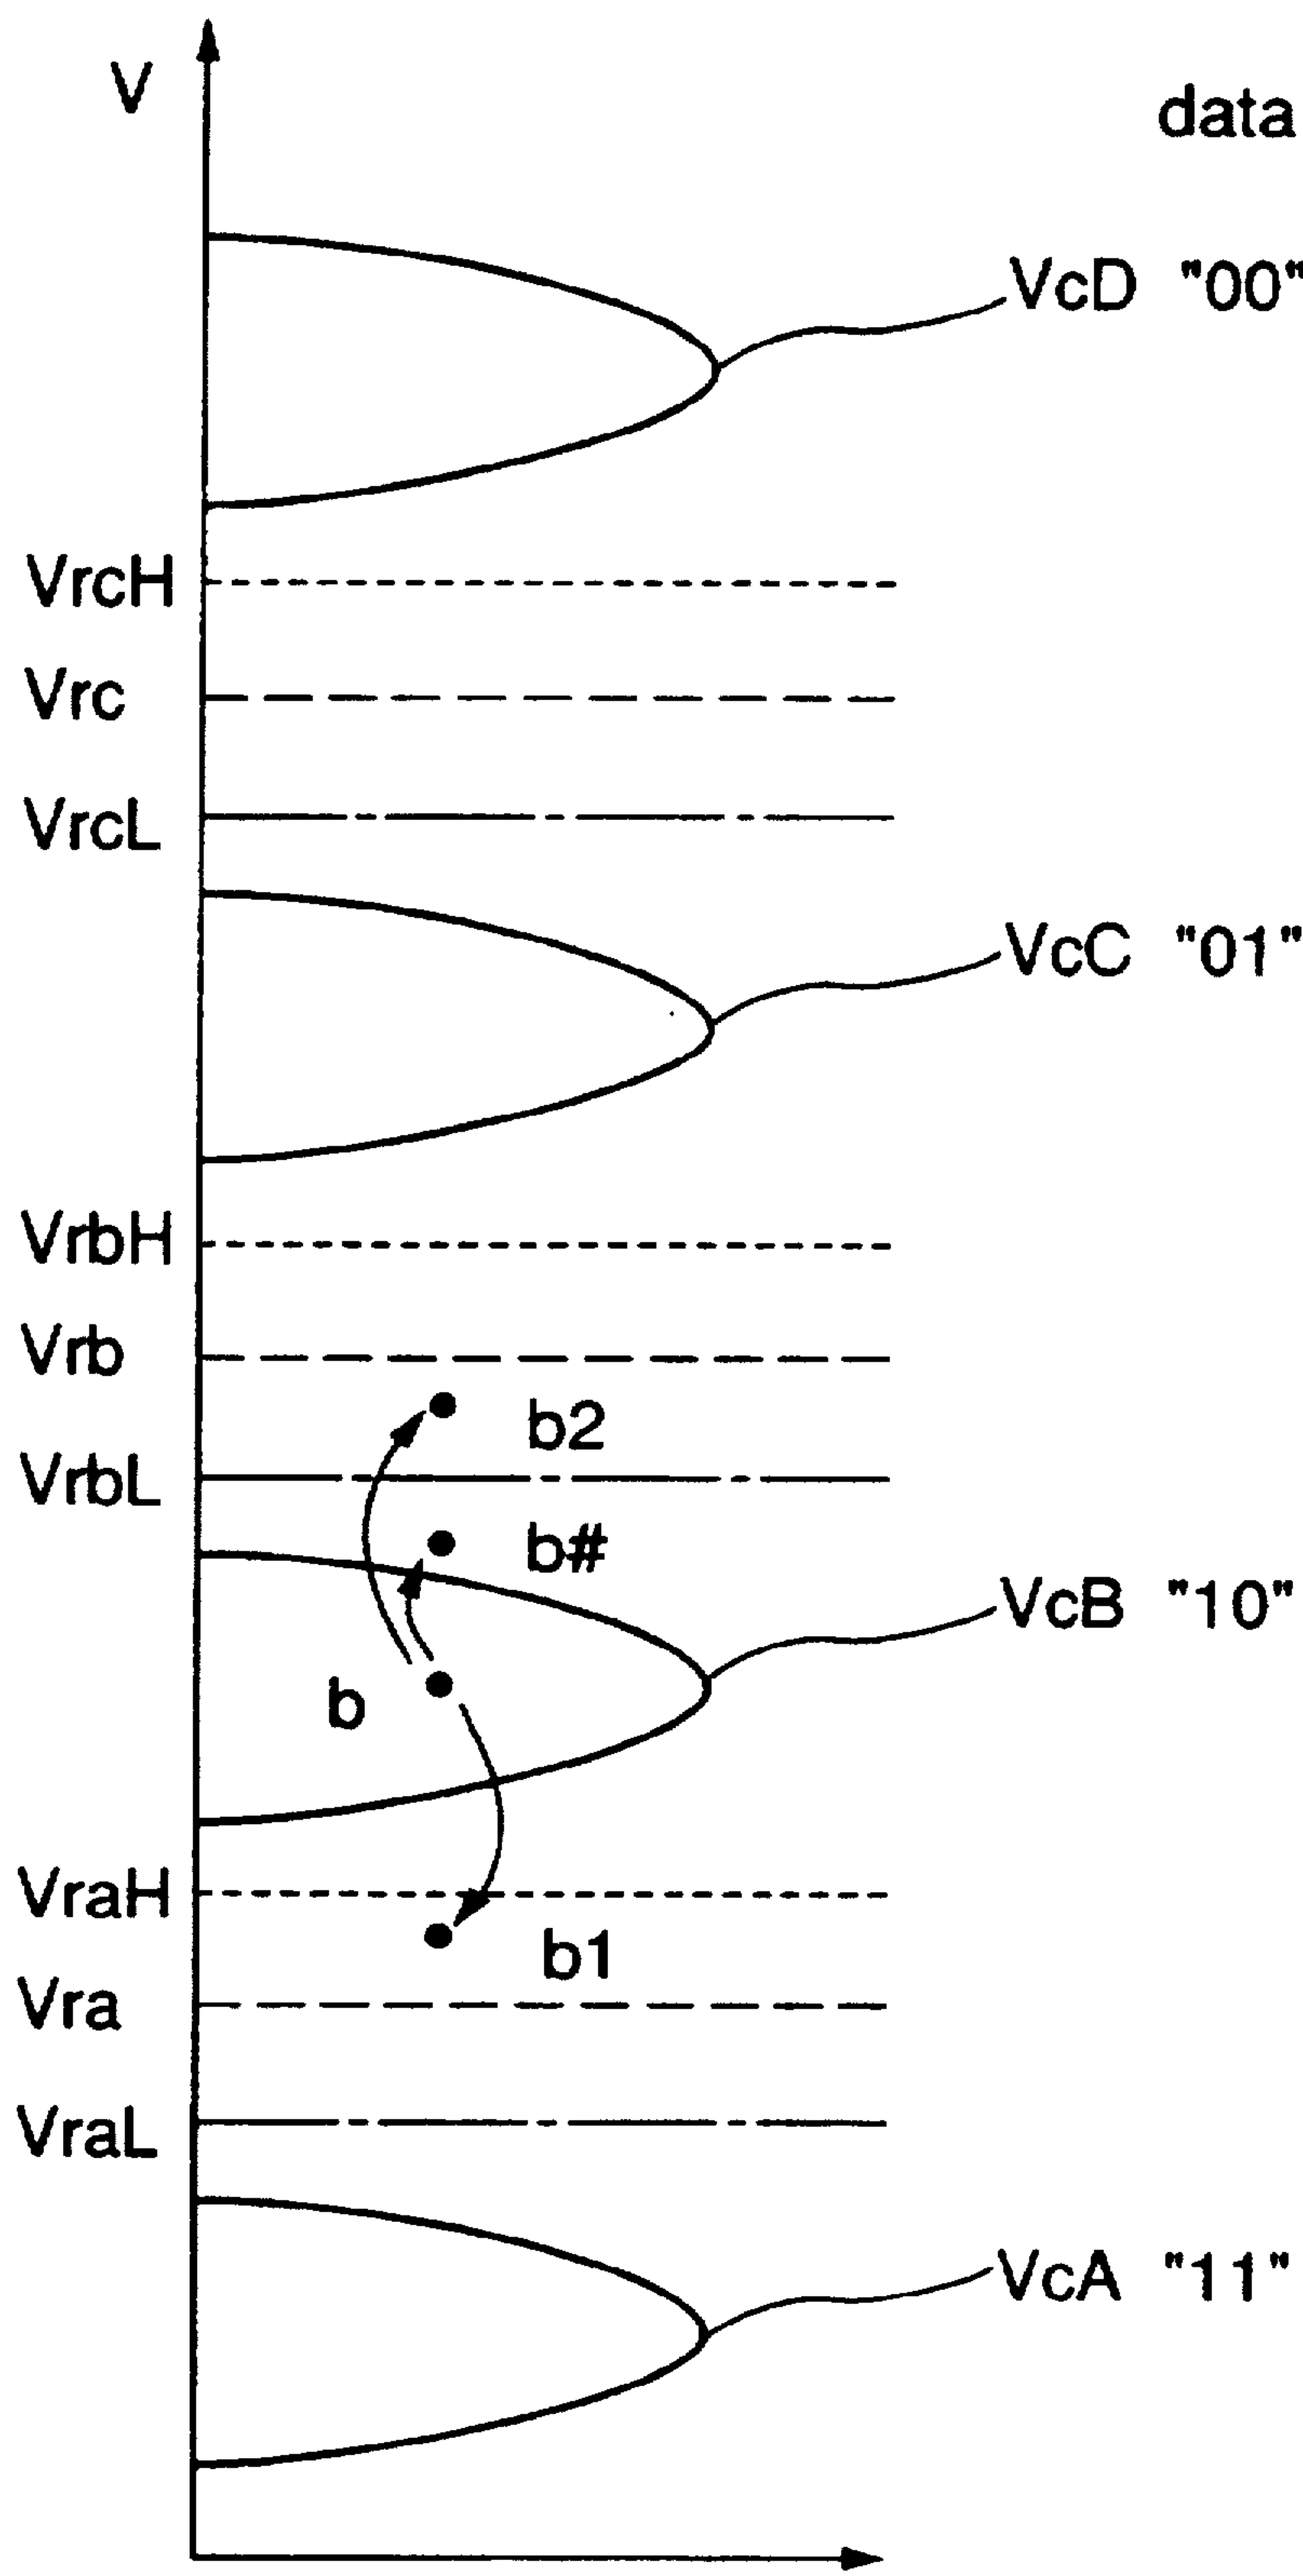 V
data
VcD "00"
VrcH
Vrc
VrcL
VcC "01"
VrbH
Vrb
b2
VrbL
b#
VcB "10"
b
VraH
b1
Vra
VraL
VcA "11"